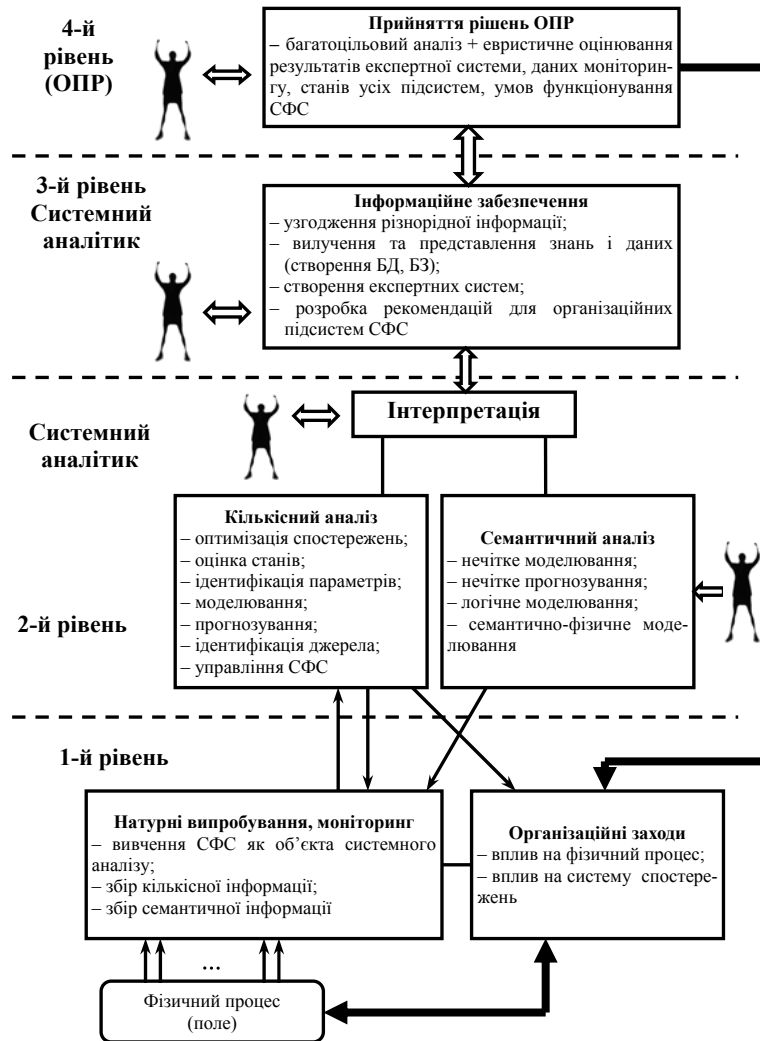 4-й
рівень
(ОПР)
Прийняття рішень ОПР
– багатоцільовий аналіз + евристичне оцінювання
результатів експертної системи, даних моніторин-
гу, станів усіх підсистем, умов функціонування
СФС
3-й рівень
Системний
аналітик
Інформаційне забезпечення
– узгодження різнорідної інформації;
– вилучення та представлення знань і даних
(створення БД, БЗ);
– створення експертних систем;
– розробка рекомендацій для організаційних
підсистем СФС
Інтерпретація
Системний
аналітик
Кількісний аналіз
– оптимізація спостережень;
– оцінка станів;
– ідентифікація параметрів;
– моделювання;
– прогнозування;
– ідентифікація джерела;
– управління СФС
Семантичний аналіз
– нечітке моделювання;
– нечітке прогнозування;
– логічне моделювання;
– семантично-фізичне моде-
лювання
2-й рівень
1-й рівень
Натурні випробування, моніторинг
– вивчення СФС як об’єкта системного
аналізу;
– збір кількісної інформації;
– збір семантичної інформації
Організаційні заходи
– вплив на фізичний процес;
– вплив на систему спостере-
жень
...
Фізичний процес
(поле)